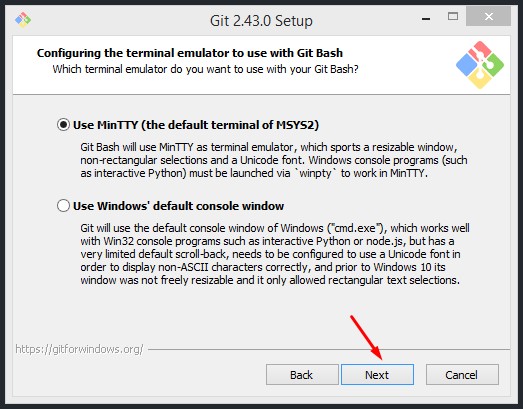 Git 2.43.0 Setup
Configuring the terminal emulator to use with Git Bash
Which terminal emulator do you want to use with your Git Bash?
Use MinTTY (the default terminal of MSYS2)
Git Bash will use MinTTY as terminal emulator, which sports a resizable window,
non-rectangular selections and a Unicode font. Windows console programs (such
as interactive Python) must be launched via `winpty` to work in MinTTY.
Use Windows' default console window
Git will use the default console window of Windows ("cmd.exe"), which works well
with Win32 console programs such as interactive Python or node.js, but has a
very limited default scroll-back, needs to be configured to use a Unicode font in
order to display non-ASCII characters correctly, and prior to Windows 10 its
window was not freely resizable and it only allowed rectangular text selections.
https://gitforwindows.org/
Back Next Cancel